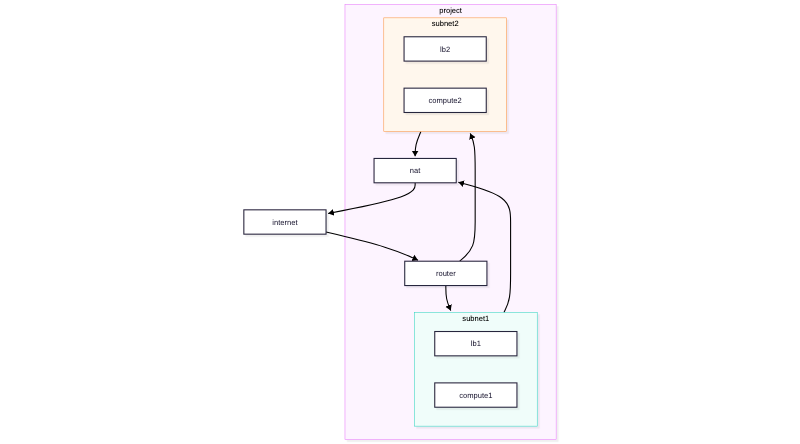 project
subnet2
lb2
compute2
nat
internet
router
subnet1
lb1
compute1